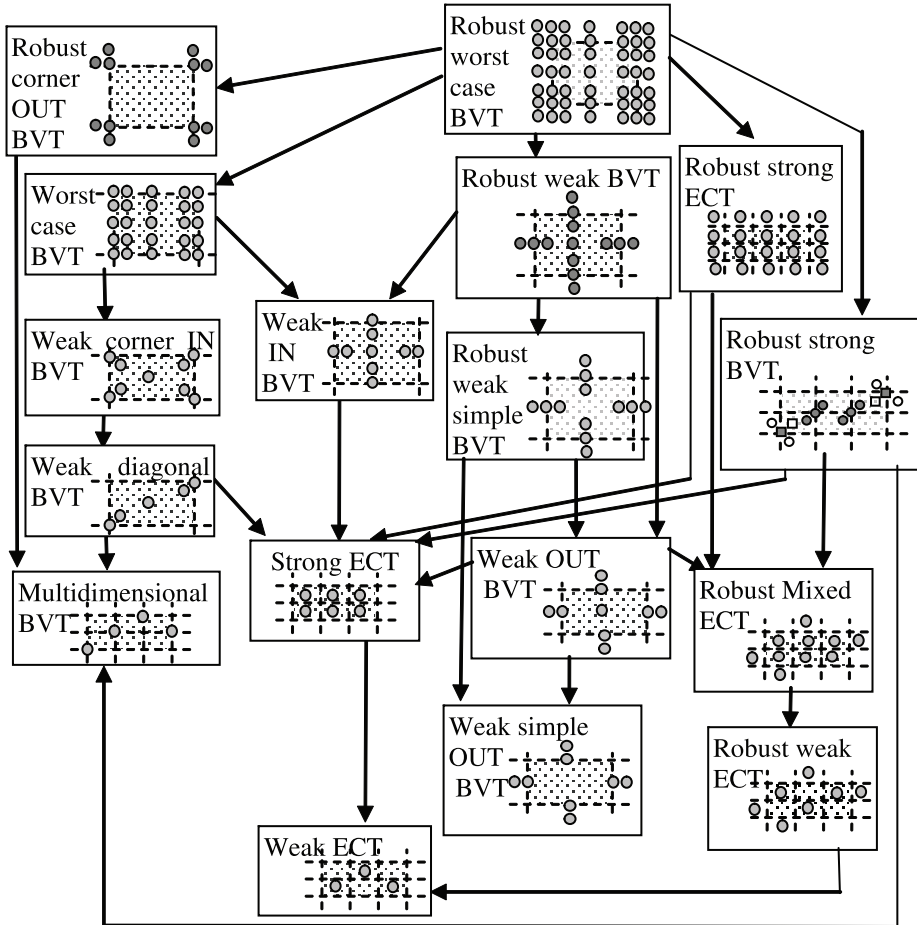 Robust
corner
OUT
BVT
Robust
worst
case
BVT
Robust weak BVT
Robust strong
ECT
Worst
case
BVT
Weak
IN
BVT
Weak corner IN
BVT
Robust
weak
simple
BVT
Robust strong
BVT
Weak diagonal
BVT
Strong ECT
Weak OUT
BVT
Multidimensional
BVT
Robust Mixed
ECT
Weak simple
OUT
BVT
Robust weak
ECT
Weak ECT